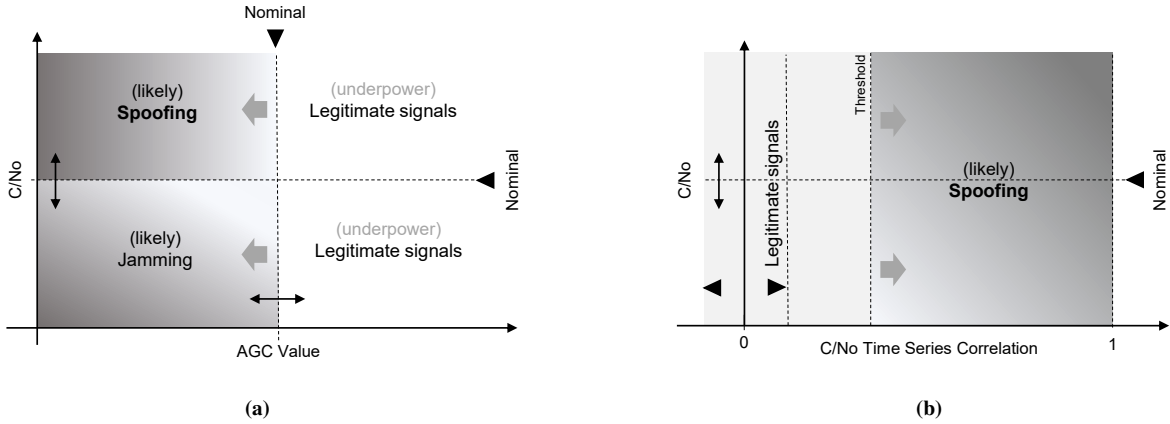 Nominal
(likely)
Spoofing
(underpower)
Legitimate signals
C/No
Nominal
(likely)
Jamming
(underpower)
Legitimate signals
AGC Value
(a)
Threshold
C/No
Legitimate signals
(likely)
Spoofing
Nominal
0
C/No Time Series Correlation
1
(b)